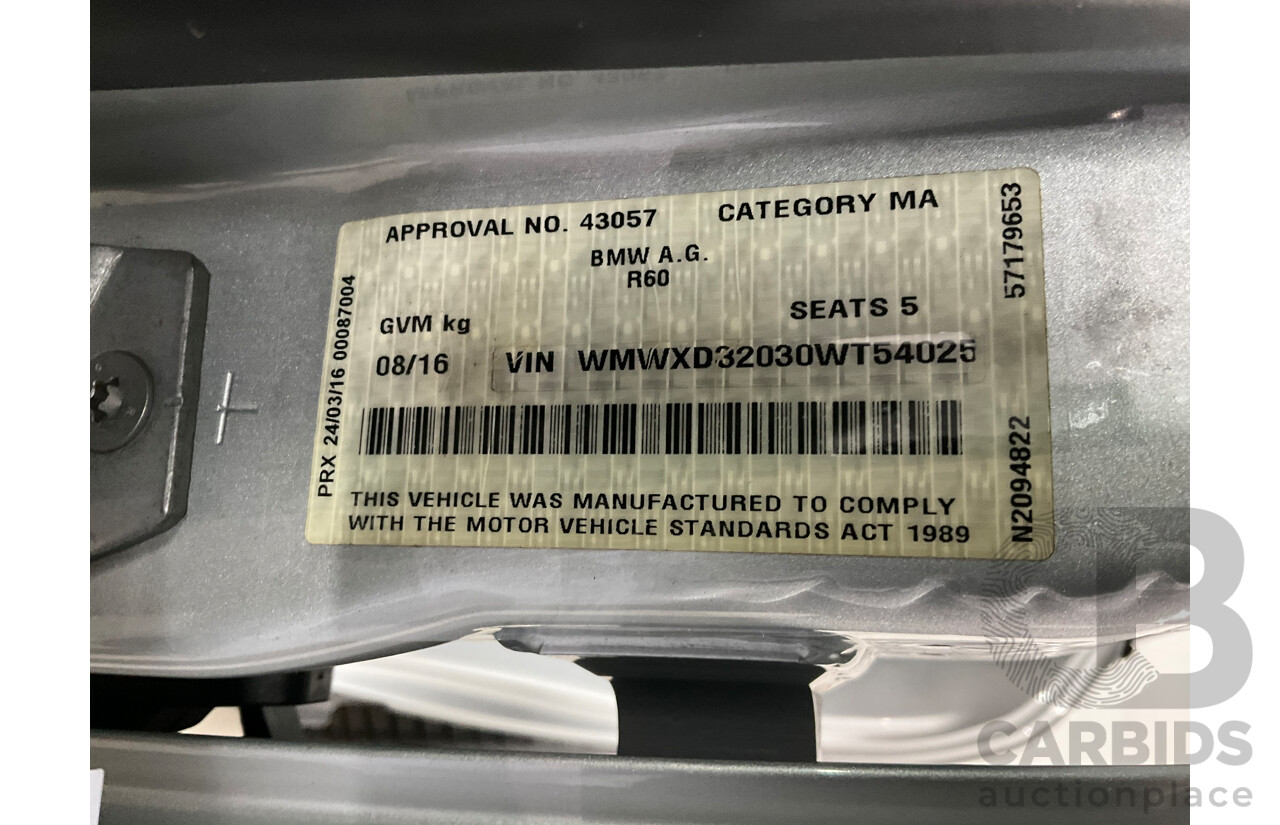 APPROVAL NO. 43057 CATEGORY MA
BMW A.G.
R60
SEATS 5
GVM kg
08/16 VIN WMWXD32030WT54025
THIS VEHICLE WAS MANUFACTURED TO COMPLY
WITH THE MOTOR VEHICLE STANDARDS ACT 1989
PRX 24/03/16 00087004
57179653
N2094822
CB
CARBIDS
auctionplace